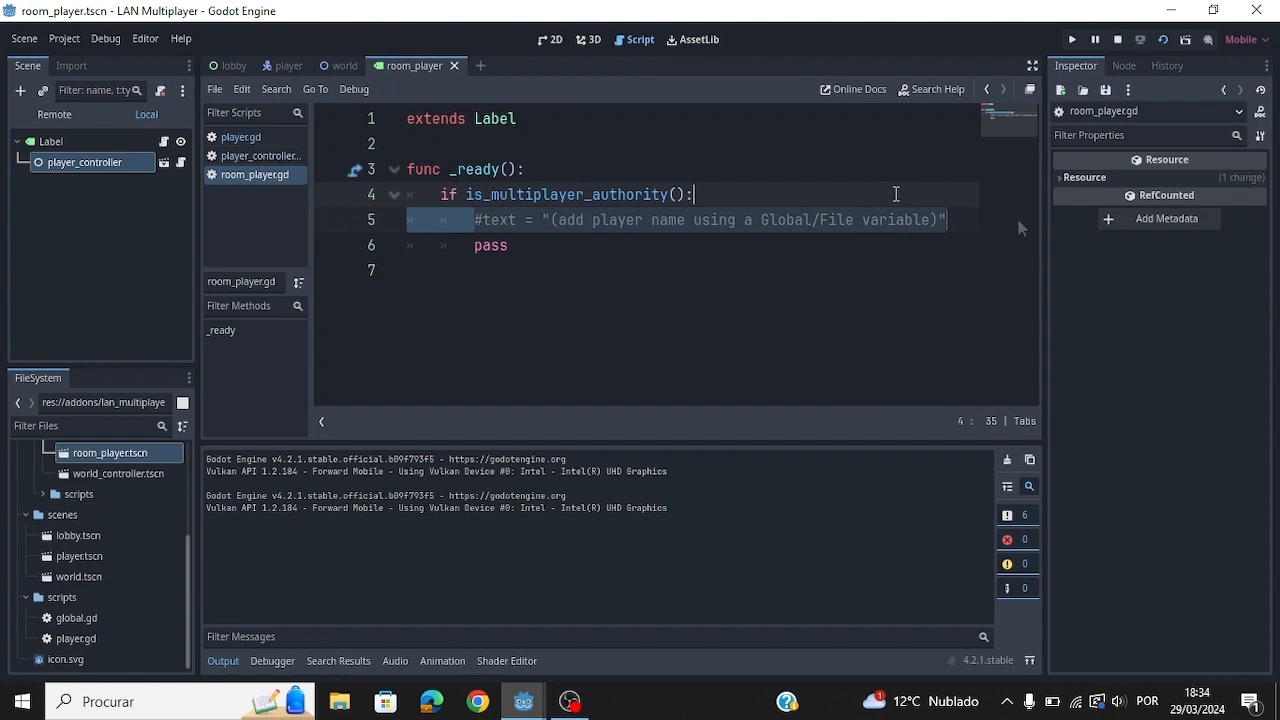 room_player.tscn - LAN Multiplayer - Godot Engine
Scene Project Debug Editor Help
2D 3D Script AssetLib
Mobile
Scene Import
lobby player world room_player
Inspector Node History
Filter: name, t:ty
File Edit Search Go To Debug
Online Docs Search Help
Remote Local
Filter Scripts
room_player.gd
Filter Properties
Label
player_controller
player.gd
player_controller...
room_player.gd
Resource
Resource (1 change)
RefCounted
Add Metadata
1 extends Label
2
3 func _ready():
4 if is_multiplayer_authority():
5 #text = "(add player name using a Global/File variable)"
6 pass
7
room_player.gd
Filter Methods
_ready
4 : 35 | Tabs
FileSystem
res://addons/lan_multiplaye
Filter Files
room_player.tscn
world_controller.tscn
scripts
scenes
lobby.tscn
player.tscn
world.tscn
scripts
global.gd
player.gd
icon.svg
Godot Engine v4.2.1.stable.official.b09f793f5 - https://godotengine.org
Vulkan API 1.2.184 - Forward Mobile - Using Vulkan Device #0: Intel - Intel(R) UHD Graphics
Godot Engine v4.2.1.stable.official.b09f793f5 - https://godotengine.org
Vulkan API 1.2.184 - Forward Mobile - Using Vulkan Device #0: Intel - Intel(R) UHD Graphics
6
0
0
0
Filter Messages
Output Debugger Search Results Audio Animation Shader Editor
4.2.1.stable
Procurar
1
12°C Nublado
POR
18:34
29/03/2024